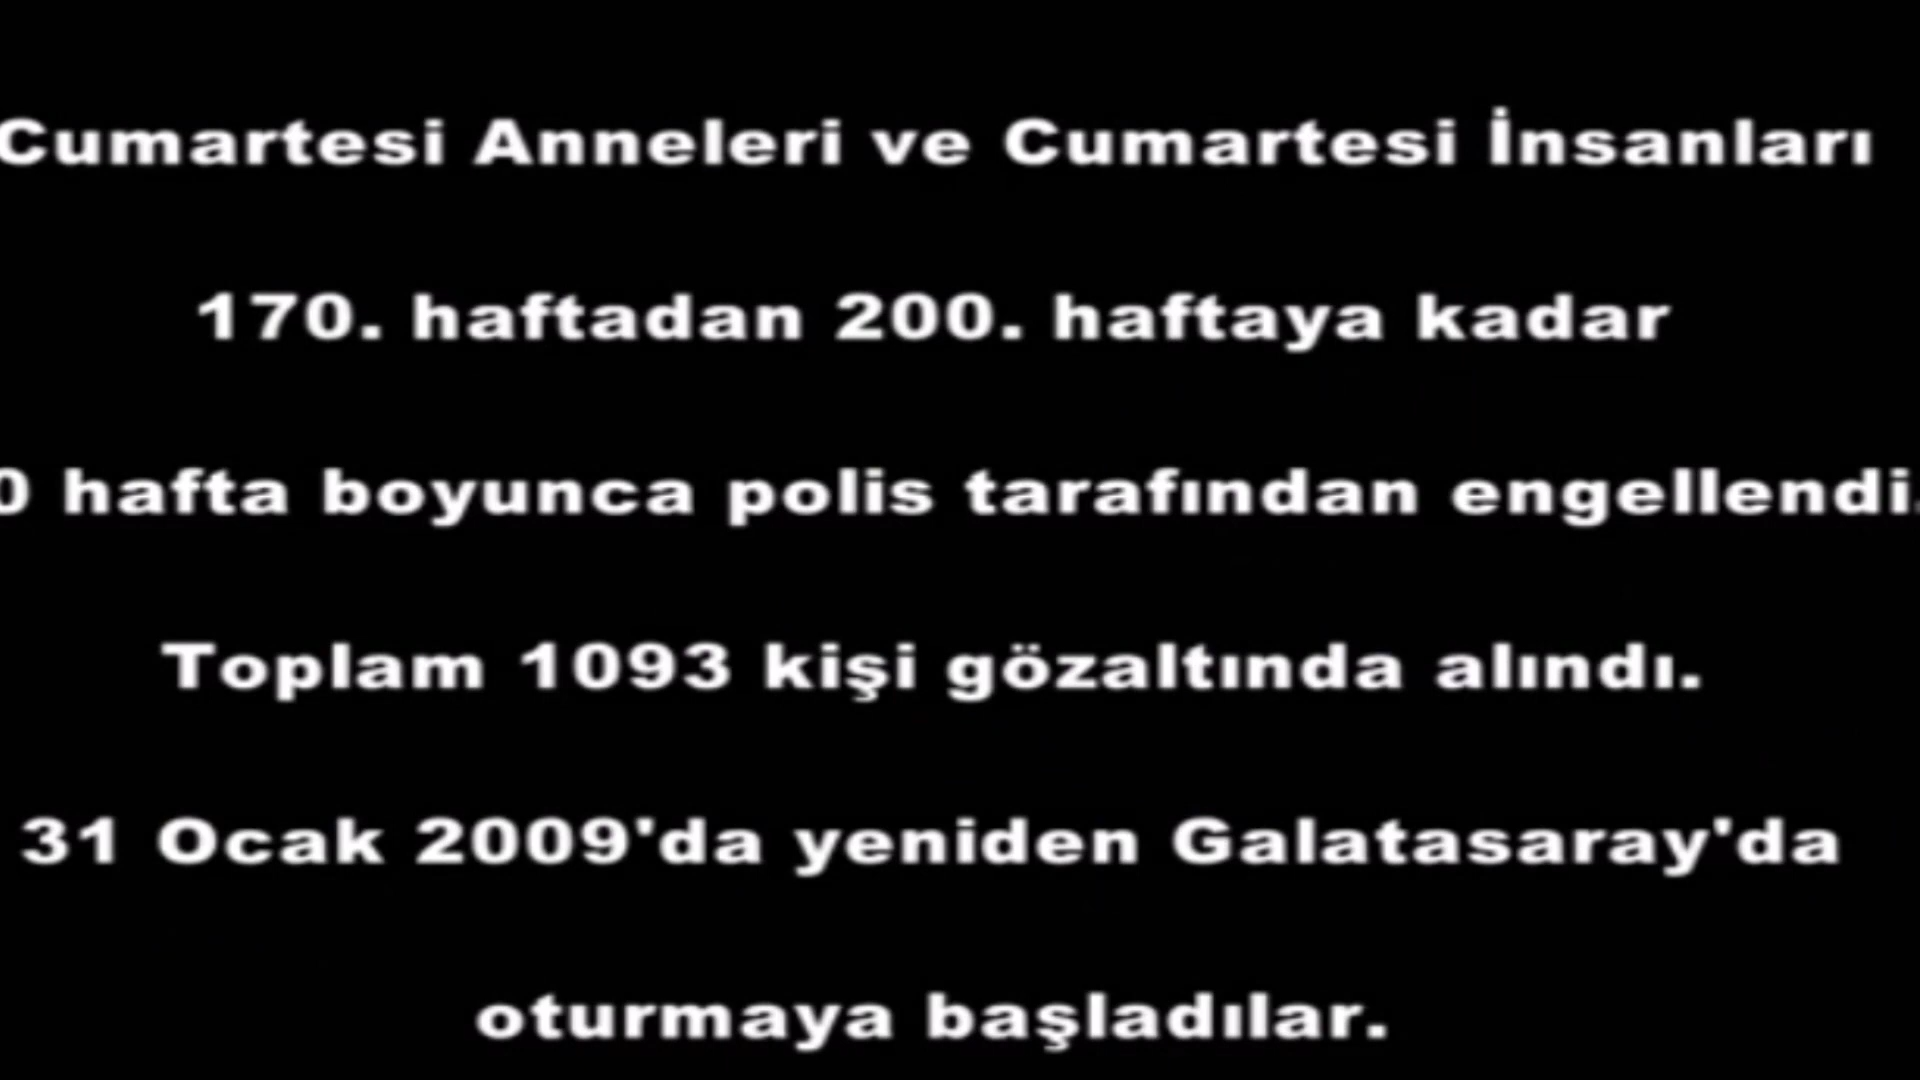 Cumartesi Anneleri ve Cumartesi İnsanları
170. haftadan 200. haftaya kadar
0 hafta boyunca polis tarafından engellendi.
Toplam 1093 kişi gözaltında alındı.
31 Ocak 2009'da yeniden Galatasaray'da
oturmaya başladılar.